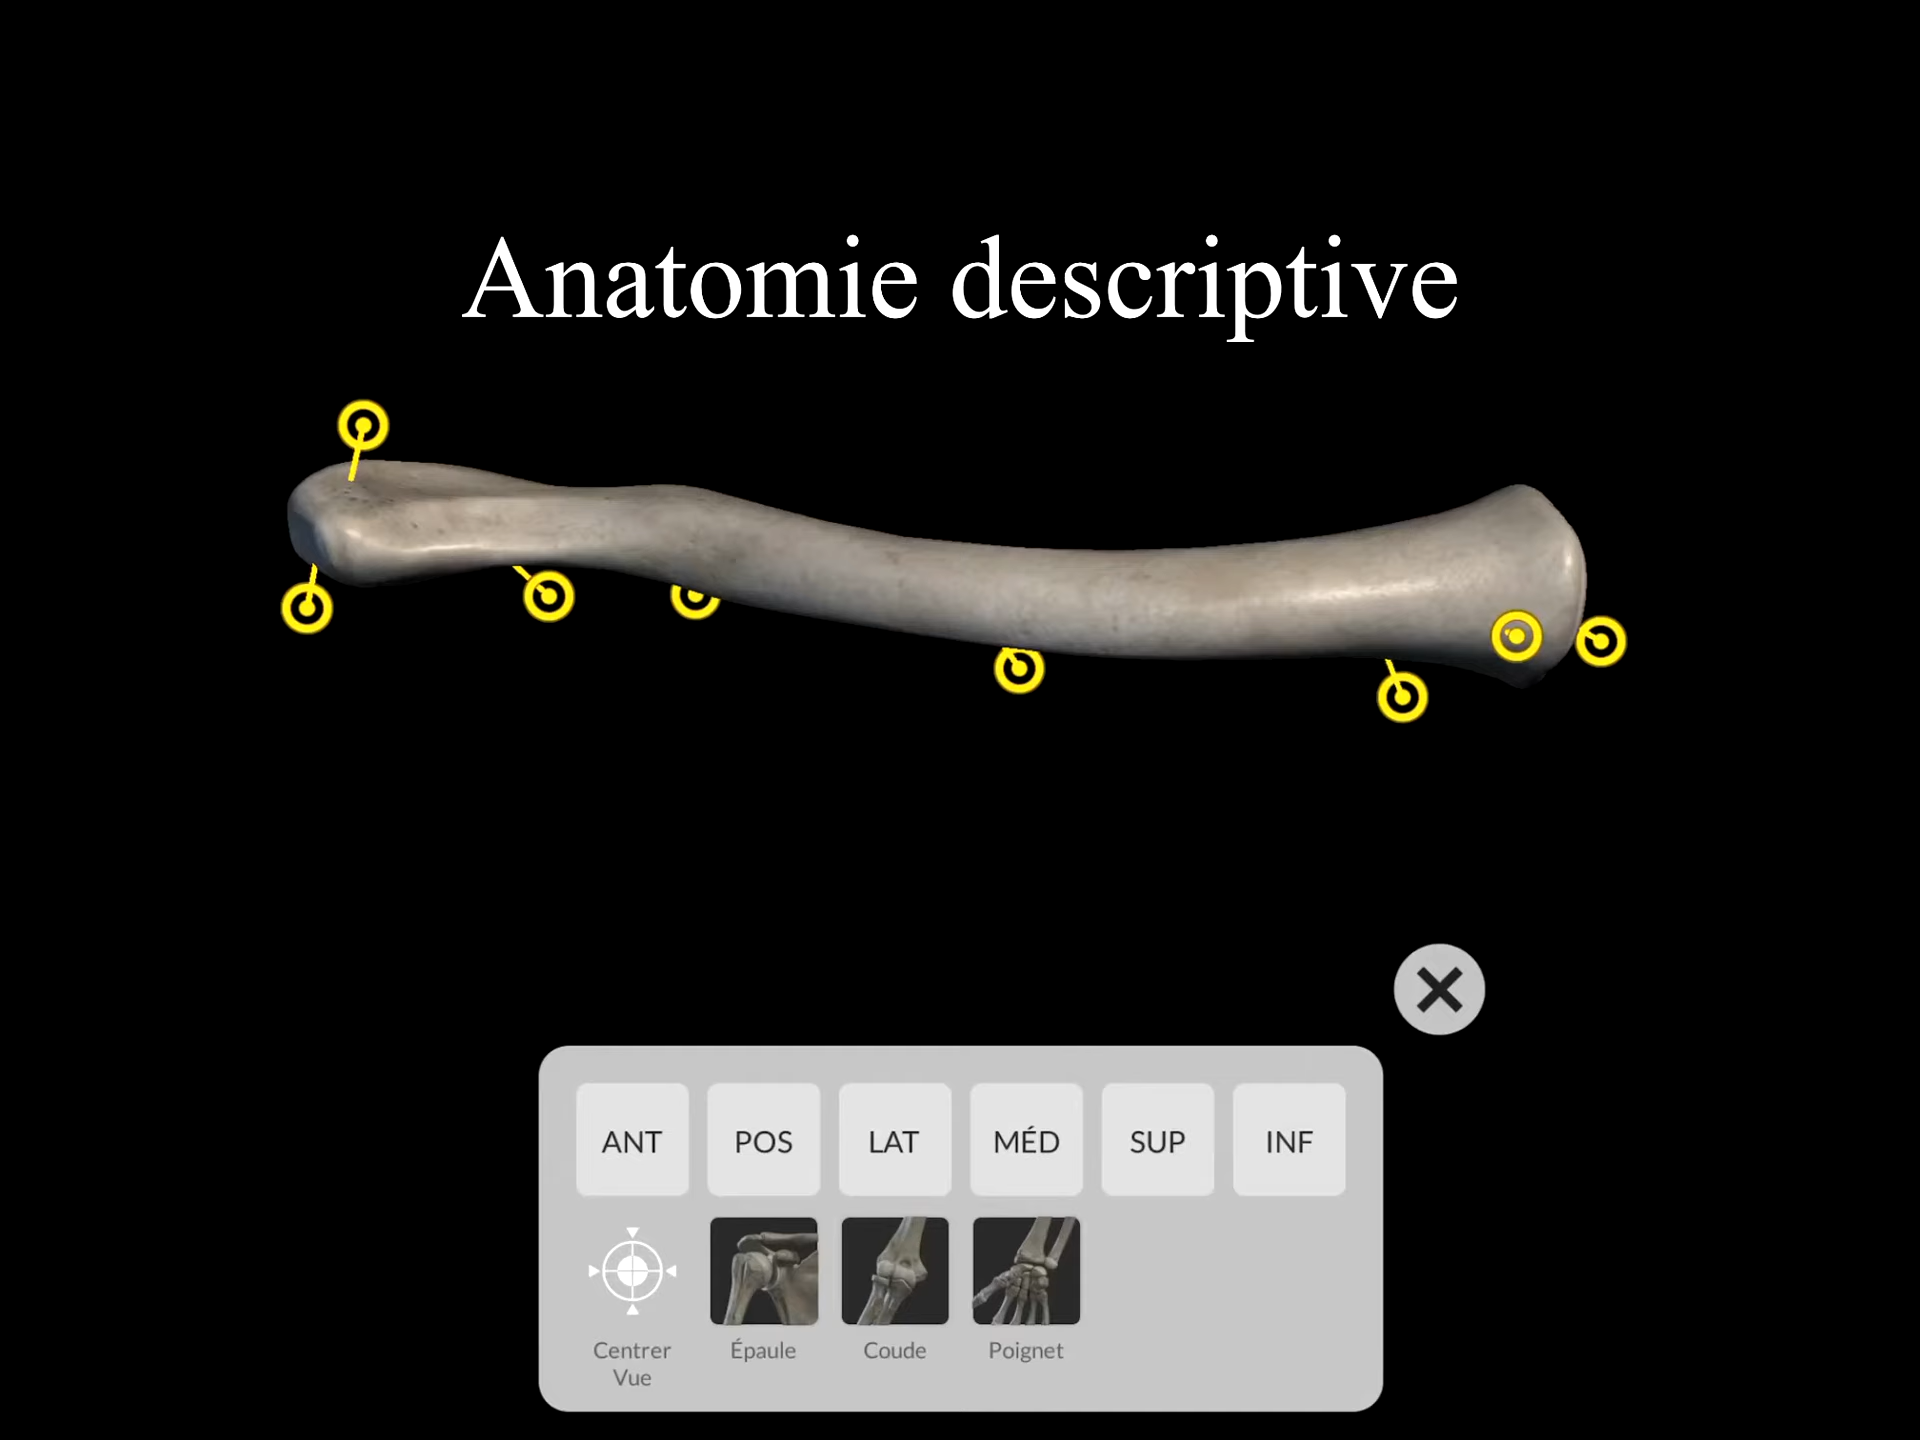 Anatomie descriptive
ANT POS LAT MÉD SUP INF
Centrer Vue
Épaule
Coude
Poignet